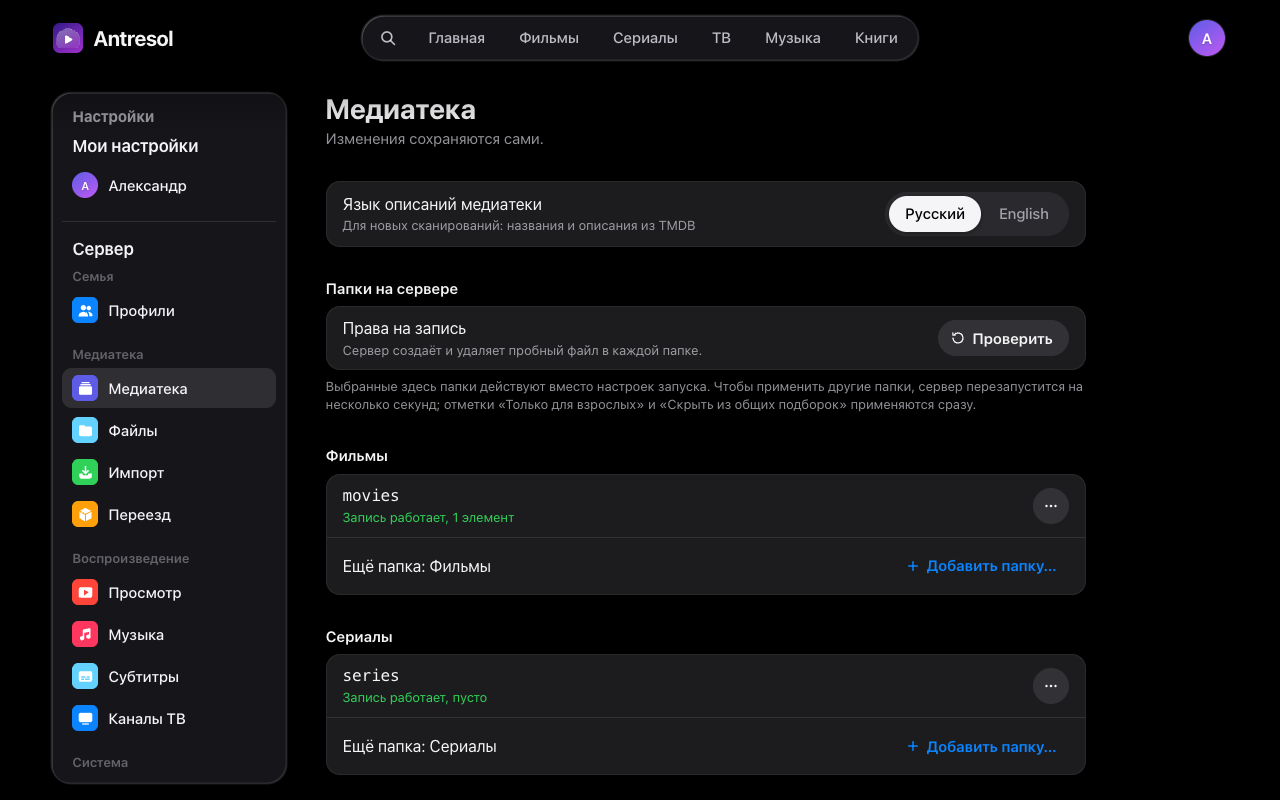 Antresol
Главная
Фильмы
Сериалы
ТВ
Музыка
Книги
А
Настройки
Мои настройки
А
Александр
Сервер
Семья
Профили
Медиатека
Медиатека
Файлы
Импорт
Переезд
Воспроизведение
Просмотр
Музыка
Субтитры
Каналы ТВ
Система
Медиатека
Изменения сохраняются сами.
Язык описаний медиатеки
Для новых сканирований: названия и описания из TMDB
Русский
English
Папки на сервере
Права на запись
Сервер создаёт и удаляет пробный файл в каждой папке.
Проверить
Выбранные здесь папки действуют вместо настроек запуска. Чтобы применить другие папки, сервер перезапустится на
несколько секунд; отметки «Только для взрослых» и «Скрыть из общих подборок» применяются сразу.
Фильмы
movies
Запись работает, 1 элемент
Ещё папка: Фильмы
+ Добавить папку...
Сериалы
series
Запись работает, пусто
Ещё папка: Сериалы
+ Добавить папку...